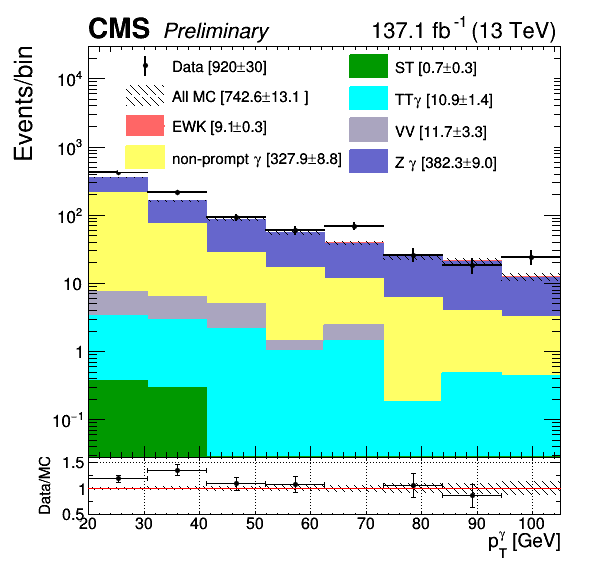 CMS Preliminary 137.1 fb⁻¹ (13 TeV)
Events/bin
Data [920±30]
All MC [742.6±13.1 ]
EWK [9.1±0.3]
non-prompt γ [327.9±8.8]
ST [0.7±0.3]
TTγ [10.9±1.4]
VV [11.7±3.3]
Z γ [382.3±9.0]
10⁴
10³
10²
10
1
10⁻¹
Data/MC
1.5
1
0.5
20 30 40 50 60 70 80 90 100
p_T^γ [GeV]